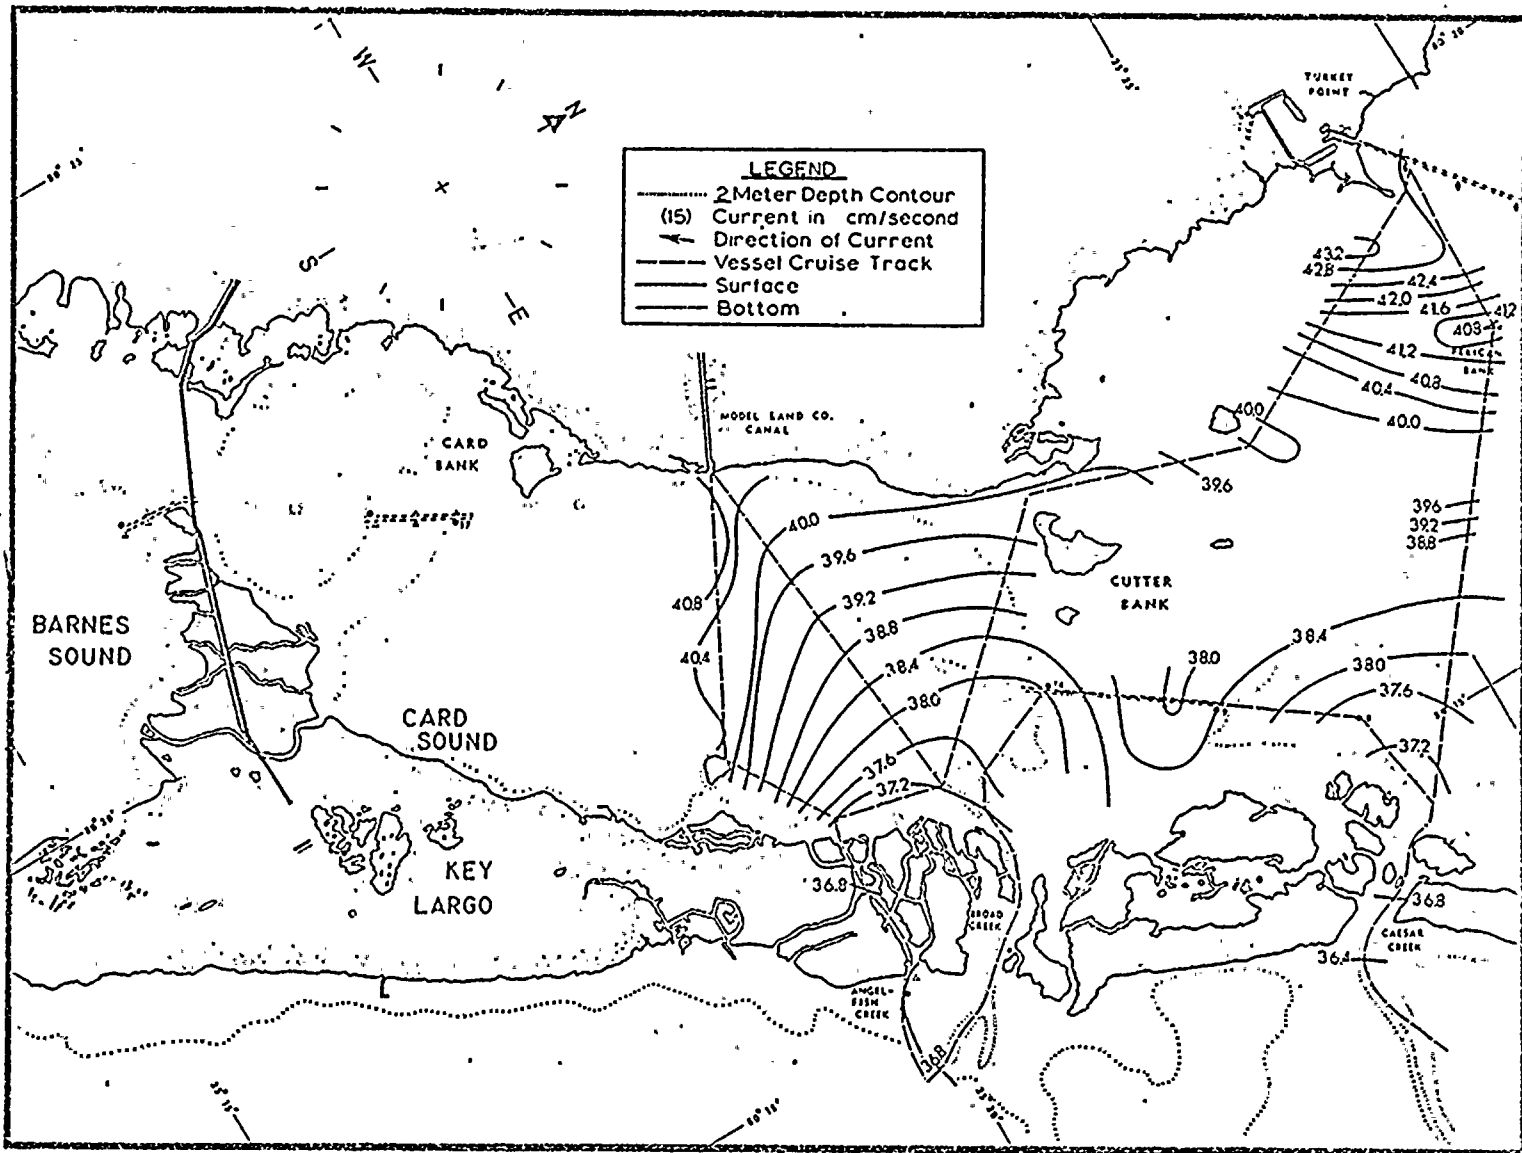 W
N
S
E
TURKEY
POINT
LEGEND
2 Meter Depth Contour
(15) Current in cm/second
Direction of Current
Vessel Cruise Track
Surface
Bottom
43.2
42.8
42.4
42.0
41.6
41.2
40.8
PELICAN
BANK
41.2
40.8
40.4
40.0
40.0
MODEL LAND CO.
CANAL
CARD
BANK
39.6
39.6
39.2
38.8
40.0
39.6
40.8
39.2
38.8
40.4
38.4
38.0
CUTTER
BANK
38.4
38.0
38.0
37.6
37.2
BARNES
SOUND
CARD
SOUND
37.6
37.2
KEY
LARGO
36.8
BROAD
CREEK
36.8
CAESAR
CREEK
36.4
ANGEL-
FISH
CREEK
36.8